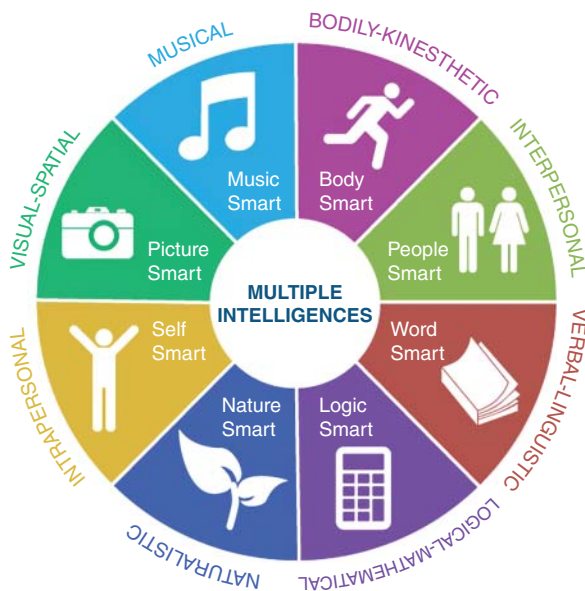 MUSICAL
BODILY-KINESTHETIC
INTERPERSONAL
VERBAL-LINGUISTIC
LOGICAL-MATHEMATICAL
NATURALISTIC
INTRAPERSONAL
VISUAL-SPATIAL
Music
Smart
Body
Smart
People
Smart
Word
Smart
Logic
Smart
Nature
Smart
Self
Smart
Picture
Smart
MULTIPLE
INTELLIGENCES